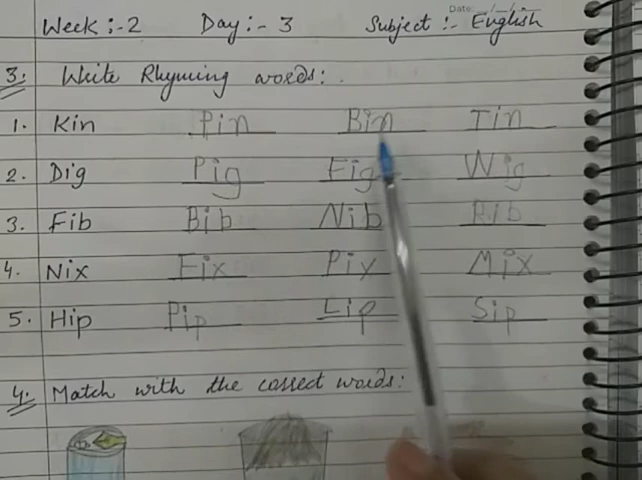 Date: / /
Week:-2 Day:- 3 Subject:- English
3. Write Rhyming words:
1. Kin Pin Bin Tin
2. Dig Pig Fig Wig
3. Fib Bib Nib Rib
4. Nix Fix Pix Mix
5. Hip Pip Lip Sip
4. Match with the correct words: